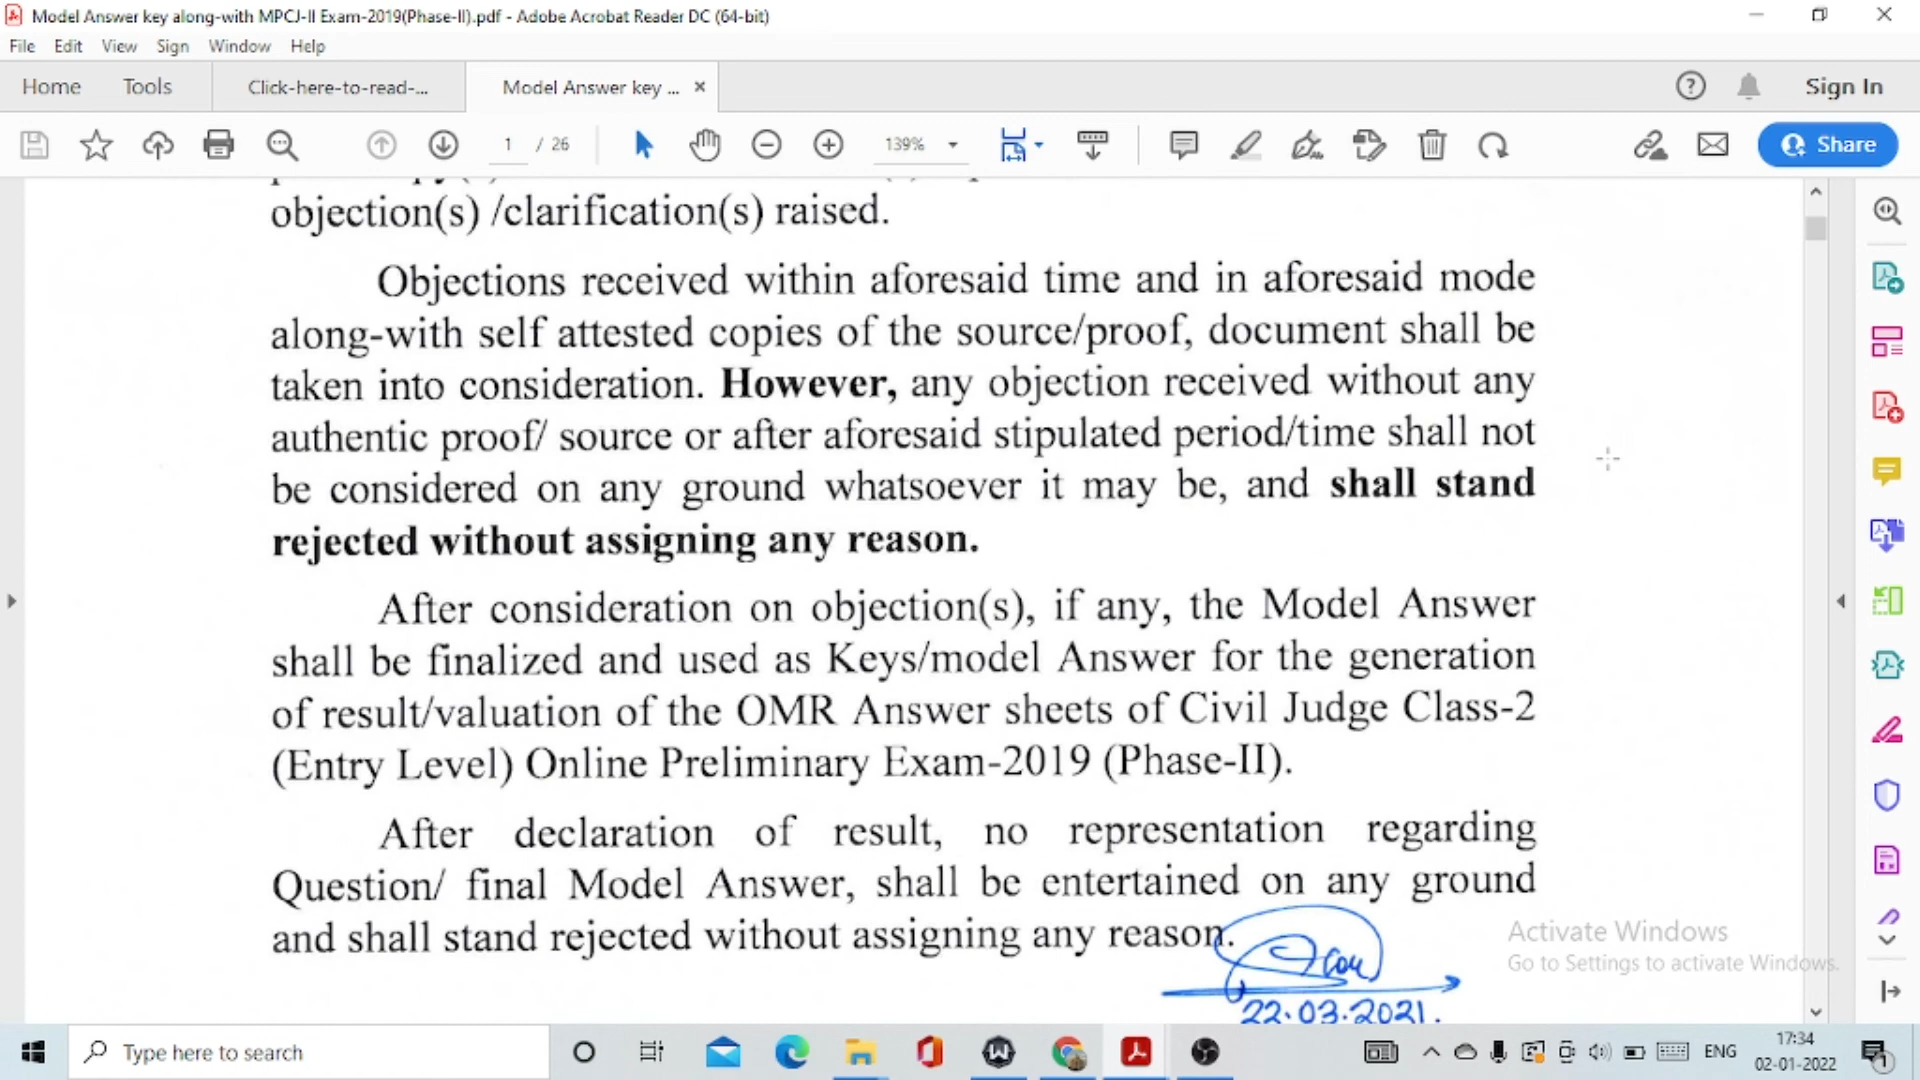 Model Answer key along-with MPCJ-II Exam-2019(Phase-II).pdf - Adobe Acrobat Reader DC (64-bit)
File Edit View Sign Window Help
Home Tools Click-here-to-read-... Model Answer key ... × Sign In
1 / 26 139% Share
objection(s) /clarification(s) raised.
Objections received within aforesaid time and in aforesaid mode
along-with self attested copies of the source/proof, document shall be
taken into consideration. However, any objection received without any
authentic proof/ source or after aforesaid stipulated period/time shall not
be considered on any ground whatsoever it may be, and shall stand
rejected without assigning any reason.
After consideration on objection(s), if any, the Model Answer
shall be finalized and used as Keys/model Answer for the generation
of result/valuation of the OMR Answer sheets of Civil Judge Class-2
(Entry Level) Online Preliminary Exam-2019 (Phase-II).
After declaration of result, no representation regarding
Question/ final Model Answer, shall be entertained on any ground
and shall stand rejected without assigning any reason.
22.03.2021.
Activate Windows
Go to Settings to activate Windows.
Type here to search
ENG
17:34
02-01-2022
1